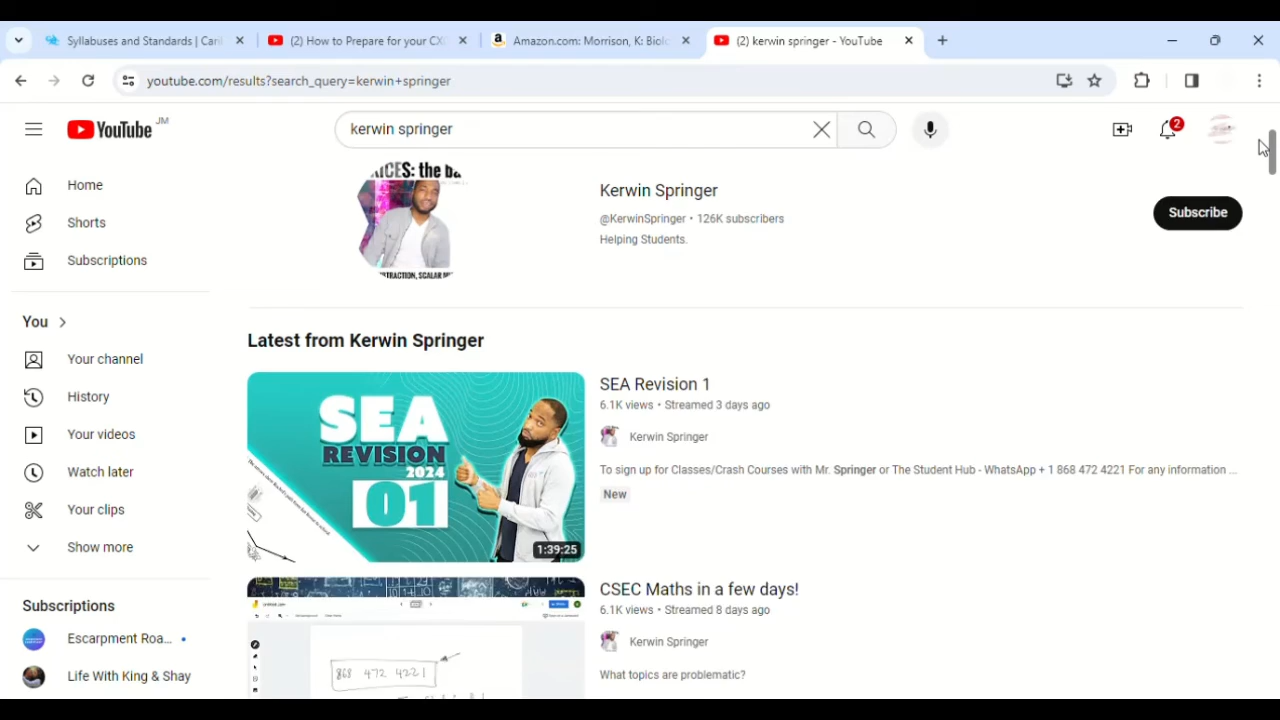 Syllabuses and Standards | Cari
(2) How to Prepare for your CXC
Amazon.com: Morrison, K: Biolo
(2) kerwin springer - YouTube
youtube.com/results?search_query=kerwin+springer
YouTube JM
kerwin springer
2
Home
Shorts
Subscriptions
You
Your channel
History
Your videos
Watch later
Your clips
Show more
Subscriptions
Escarpment Roa...
Life With King & Shay
Kerwin Springer
@KerwinSpringer • 126K subscribers
Helping Students.
Subscribe
Latest from Kerwin Springer
SEA
REVISION
2024
01
1:39:25
SEA Revision 1
6.1K views • Streamed 3 days ago
Kerwin Springer
To sign up for Classes/Crash Courses with Mr. Springer or The Student Hub - WhatsApp + 1 868 472 4221 For any information ...
New
868 472 4221
CSEC Maths in a few days!
6.1K views • Streamed 8 days ago
Kerwin Springer
What topics are problematic?